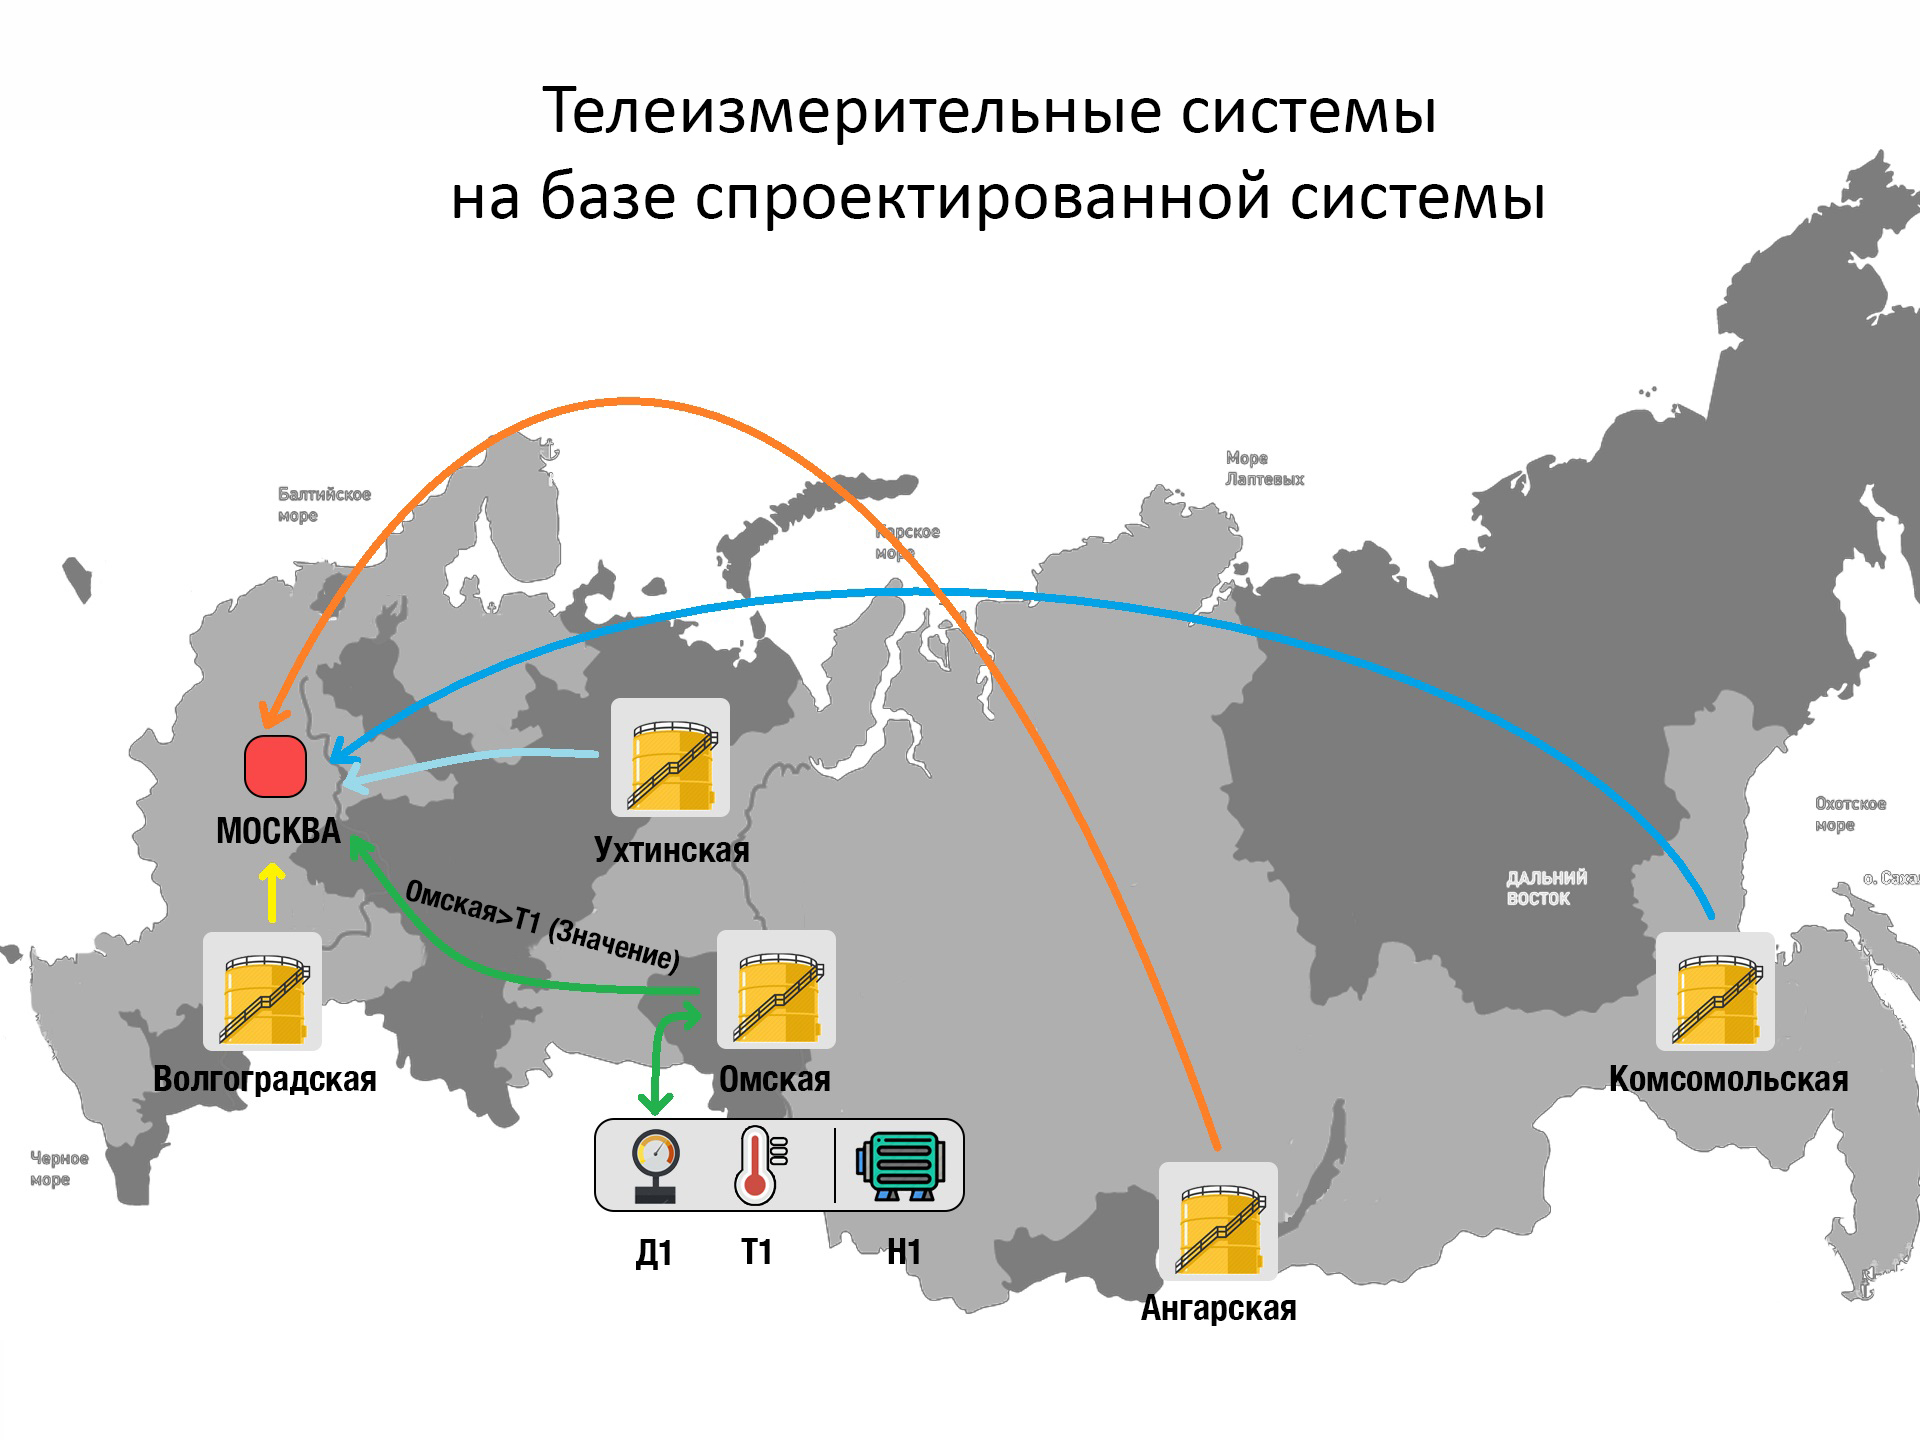 Телеизмерительные системы
на базе спроектированной системы
Море
Лаптевых
Балтийское
море
Карское
море
МОСКВА
Ухтинская
Охотское
море
ДАЛЬНИЙ
ВОСТОК
о. Саха
Омская>Т1 (Значение)
Волгоградская
Омская
Комсомольская
Черное
море
Д1
Т1
Н1
Ангарская